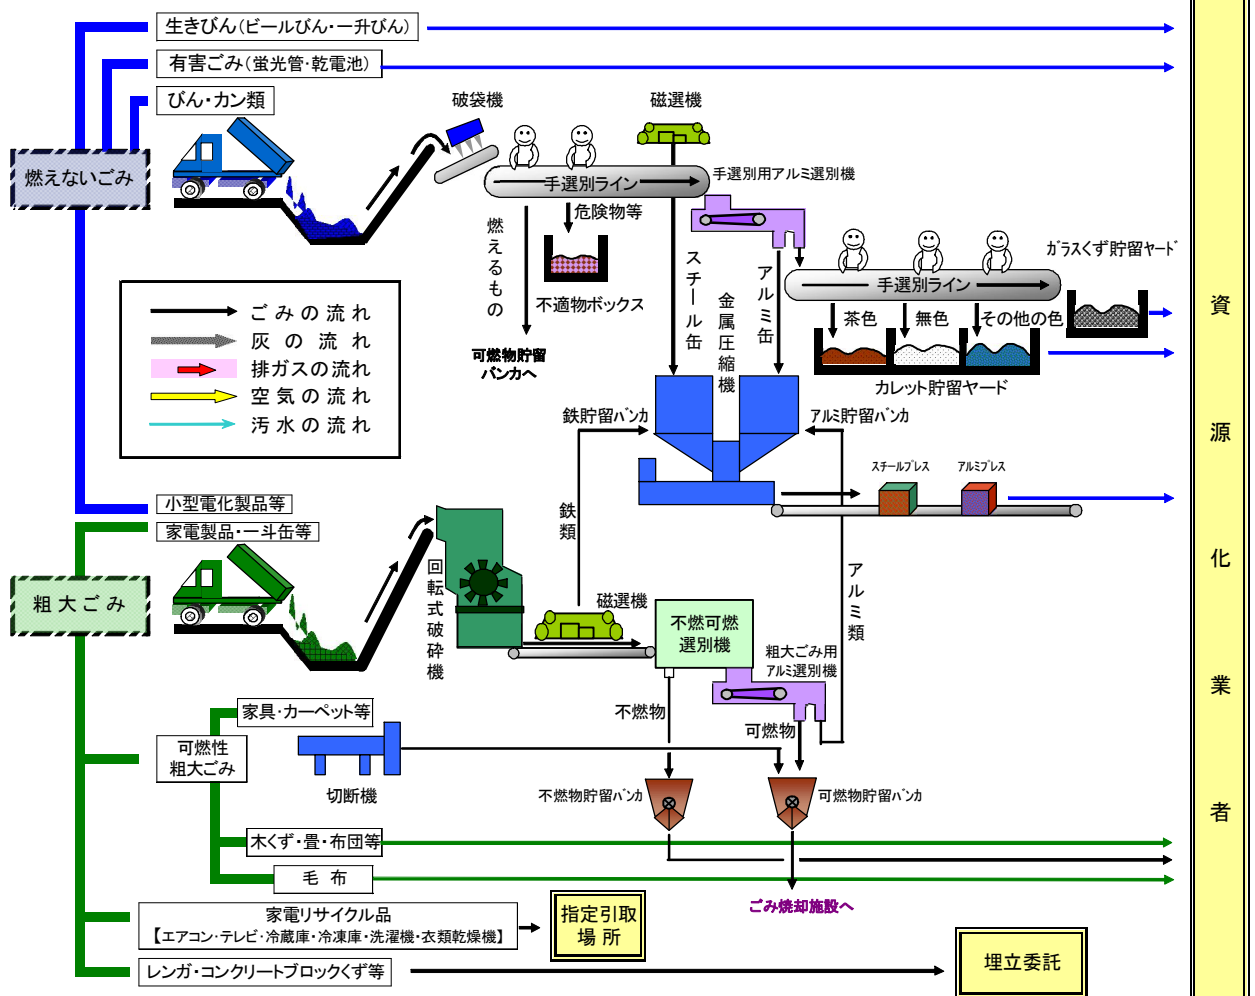 生きびん(ビールびん・一升びん)
有害ごみ(蛍光管・乾電池)
びん・カン類
燃えないごみ
破袋機
磁選機
手選別ライン
手選別用アルミ選別機
危険物等
燃えるもの
不適物ボックス
可燃物貯留
バンカへ
スチール缶
金属圧縮機
アルミ缶
手選別ライン
ガラスくず貯留ヤード
茶色
無色
その他の色
カレット貯留ヤード
ごみの流れ
灰の流れ
排ガスの流れ
空気の流れ
汚水の流れ
鉄貯留バンカ
アルミ貯留バンカ
スチールプレス
アルミプレス
小型電化製品等
家電製品・一斗缶等
粗大ごみ
回転式破砕機
鉄類
磁選機
不燃可燃
選別機
粗大ごみ用
アルミ選別機
アルミ類
不燃物
可燃物
家具・カーペット等
可燃性
粗大ごみ
切断機
不燃物貯留バンカ
可燃物貯留バンカ
木くず・畳・布団等
毛布
ごみ焼却施設へ
家電リサイクル品
【エアコン・テレビ・冷蔵庫・冷凍庫・洗濯機・衣類乾燥機】
指定引取
場所
レンガ・コンクリートブロックくず等
埋立委託
資源化業者